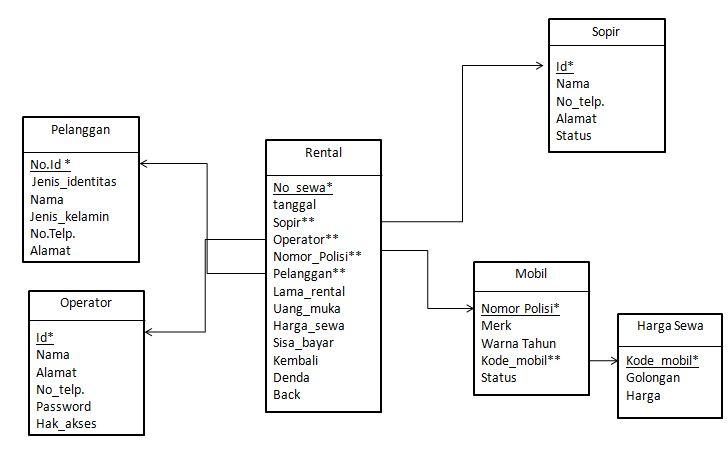 Sopir
Id*
Nama
No_telp.
Alamat
Status
Pelanggan
No.Id *
Jenis_identitas
Nama
Jenis_kelamin
No.Telp.
Alamat
Rental
No_sewa*
tanggal
Sopir**
Operator**
Nomor_Polisi**
Pelanggan**
Lama_rental
Uang_muka
Harga_sewa
Sisa_bayar
Kembali
Denda
Back
Operator
Id*
Nama
Alamat
No_telp.
Password
Hak_akses
Mobil
Nomor Polisi*
Merk
Warna Tahun
Kode_mobil**
Status
Harga Sewa
Kode_mobil*
Golongan
Harga